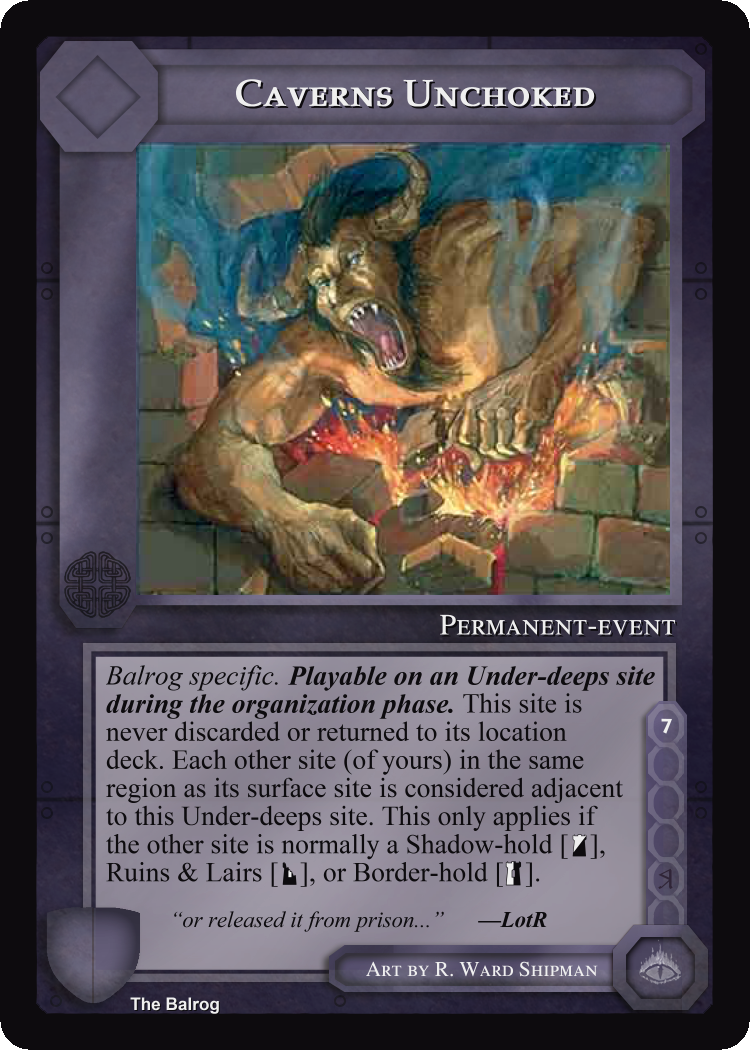 Caverns Unchoked
Permanent-event
Balrog specific. Playable on an Under-deeps site
during the organization phase. This site is
never discarded or returned to its location
deck. Each other site (of yours) in the same
region as its surface site is considered adjacent
to this Under-deeps site. This only applies if
the other site is normally a Shadow-hold [ ],
Ruins & Lairs [ ], or Border-hold [ ].
7
R
“or released it from prison...” —LotR
Art by R. Ward Shipman
The Balrog